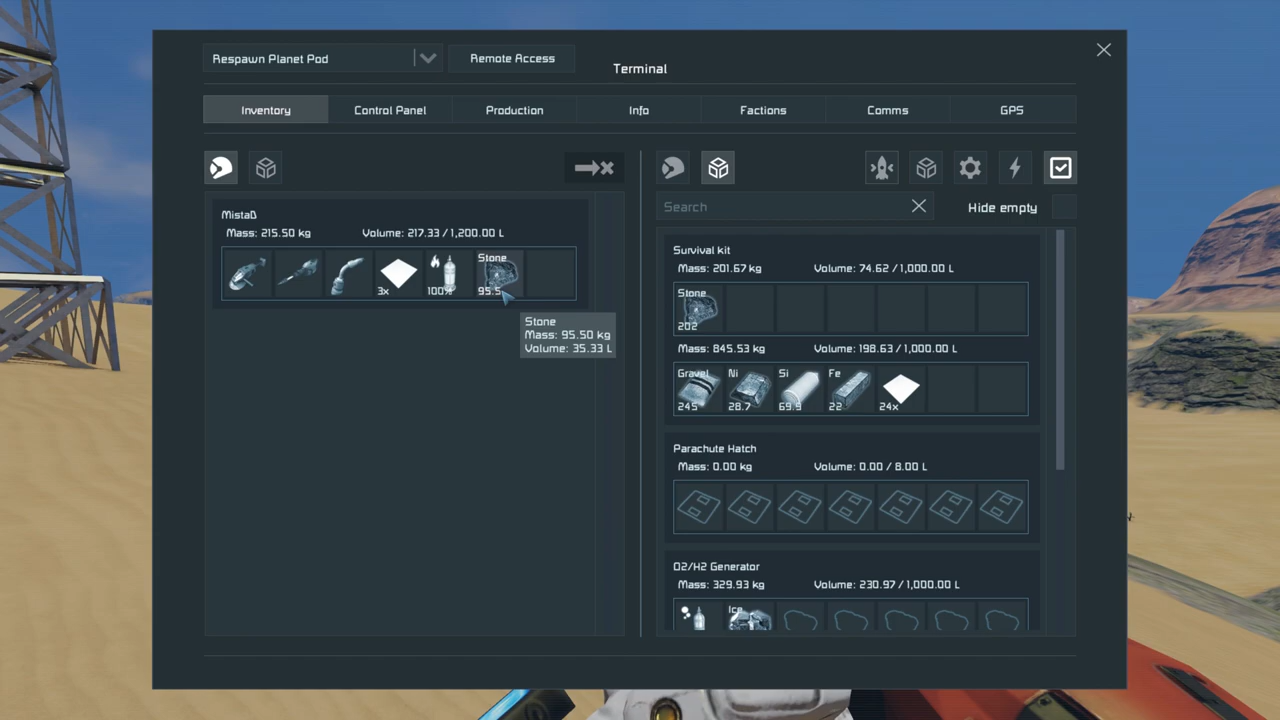 Respawn Planet Pod
Remote Access
Terminal
Inventory
Control Panel
Production
Info
Factions
Comms
GPS
MistaB
Mass: 215.50 kg
Volume: 217.33 / 1,200.00 L
3x
100%
Stone
95.5
Stone
Mass: 95.50 kg
Volume: 35.33 L
Search
Hide empty
Survival kit
Mass: 201.67 kg
Volume: 74.62 / 1,000.00 L
Stone
202
Mass: 845.53 kg
Volume: 198.63 / 1,000.00 L
Gravel
Ni
Si
Fe
245
28.7
69.9
22
24x
Parachute Hatch
Mass: 0.00 kg
Volume: 0.00 / 8.00 L
O2/H2 Generator
Mass: 329.93 kg
Volume: 230.97 / 1,000.00 L
Ice